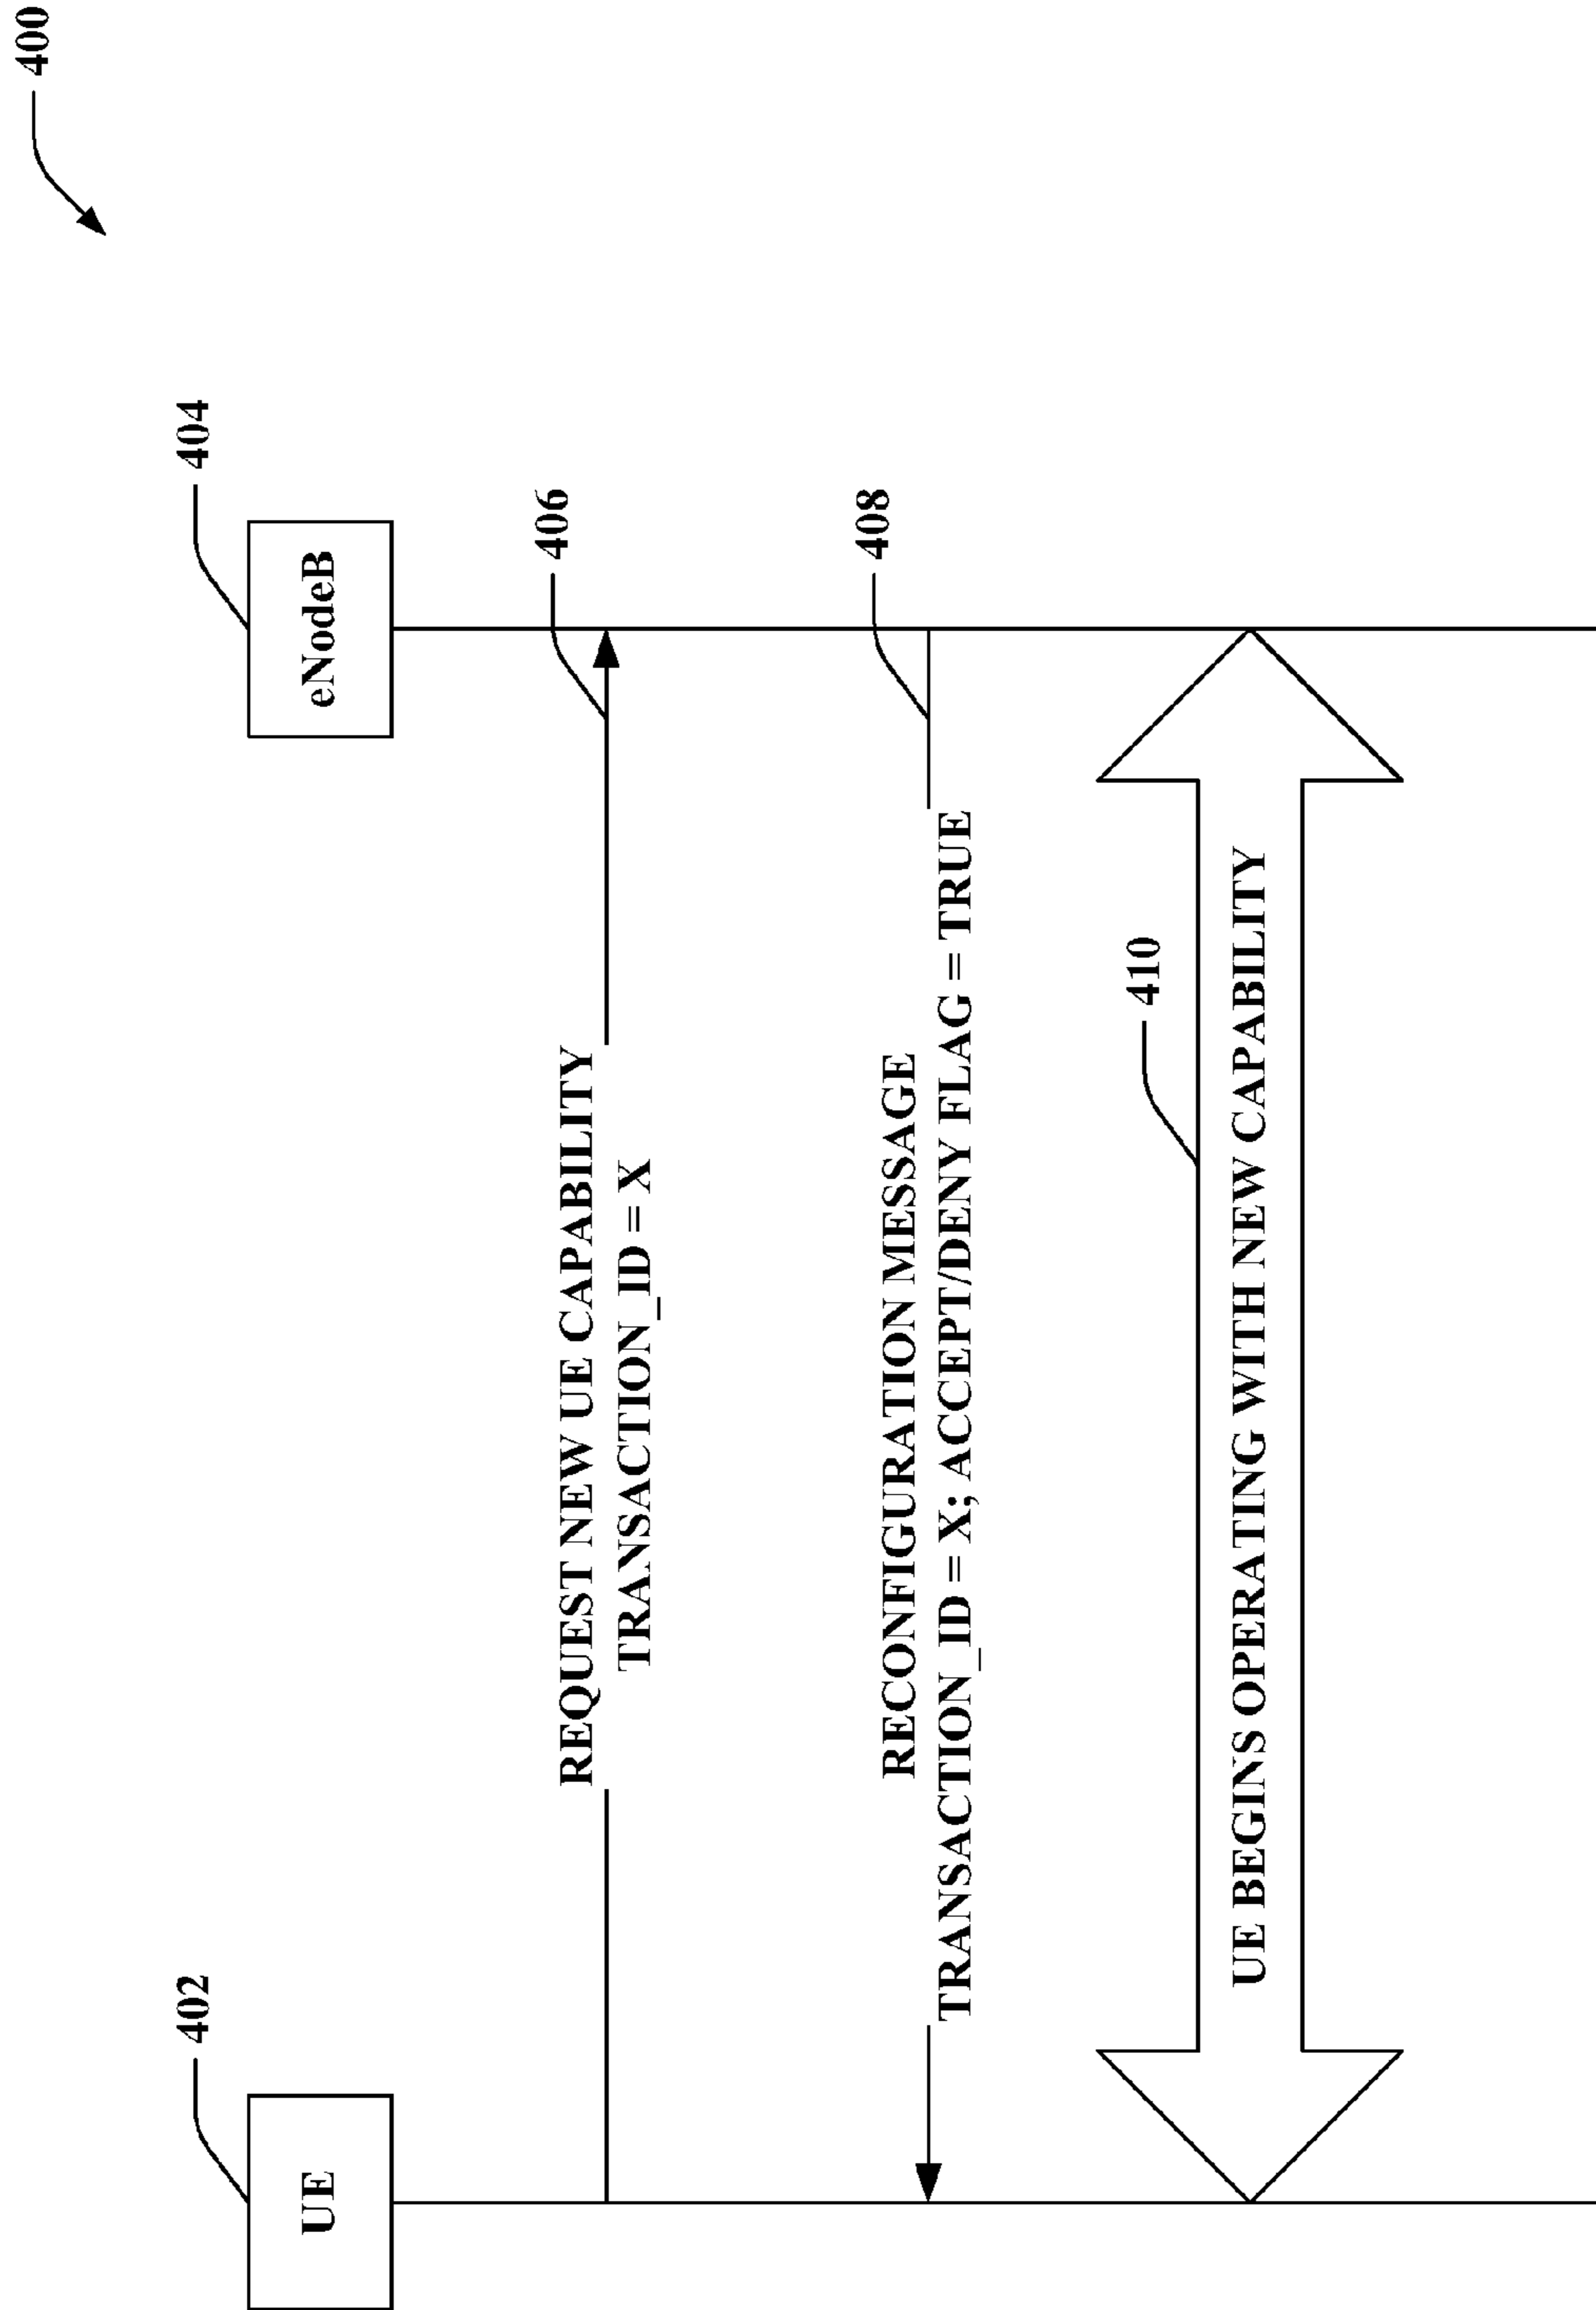 400
402
UE
404
eNodeB
406
REQUEST NEW UE CAPABILITY
TRANSACTION_ID = X
408
RECONFIGURATION MESSAGE
TRANSACTION_ID = X; ACCEPT/DENY FLAG = TRUE
410
UE BEGINS OPERATING WITH NEW CAPABILITY